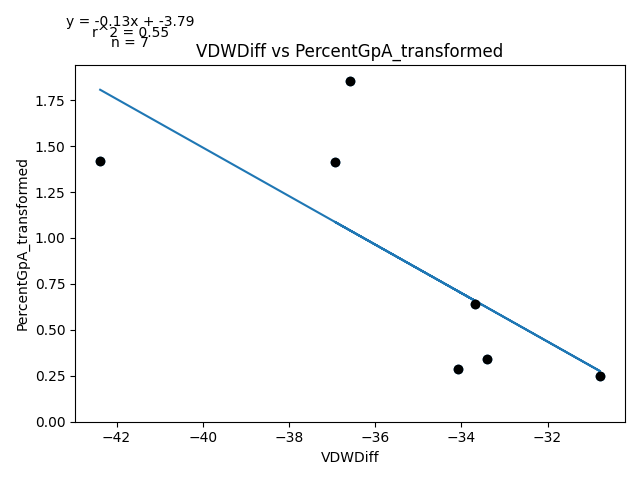 y = -0.13x + -3.79
r^2 = 0.55
n = 7
VDWDiff vs PercentGpA_transformed
PercentGpA_transformed
1.75
1.50
1.25
1.00
0.75
0.50
0.25
0.00
−42 −40 −38 −36 −34 −32
VDWDiff